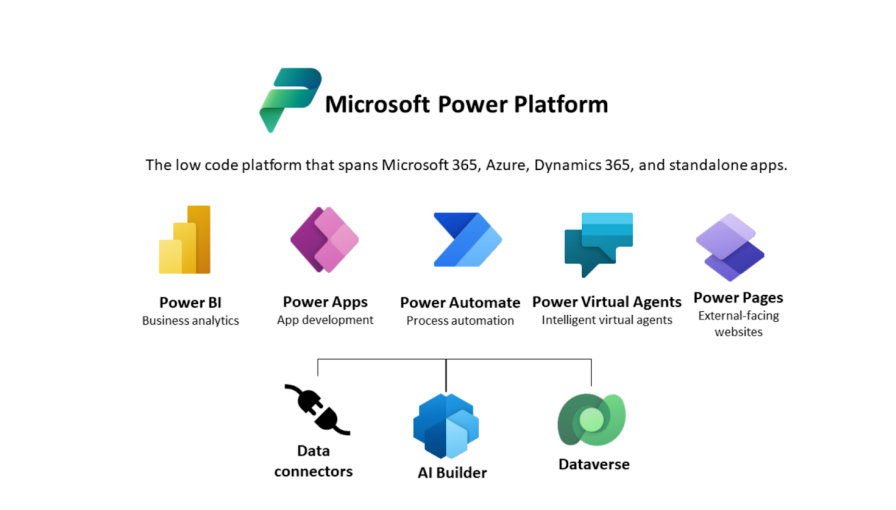 Microsoft Power Platform
The low code platform that spans Microsoft 365, Azure, Dynamics 365, and standalone apps.
Power BI
Business analytics
Power Apps
App development
Power Automate
Process automation
Power Virtual Agents
Intelligent virtual agents
Power Pages
External-facing
websites
Data
connectors
AI Builder
Dataverse